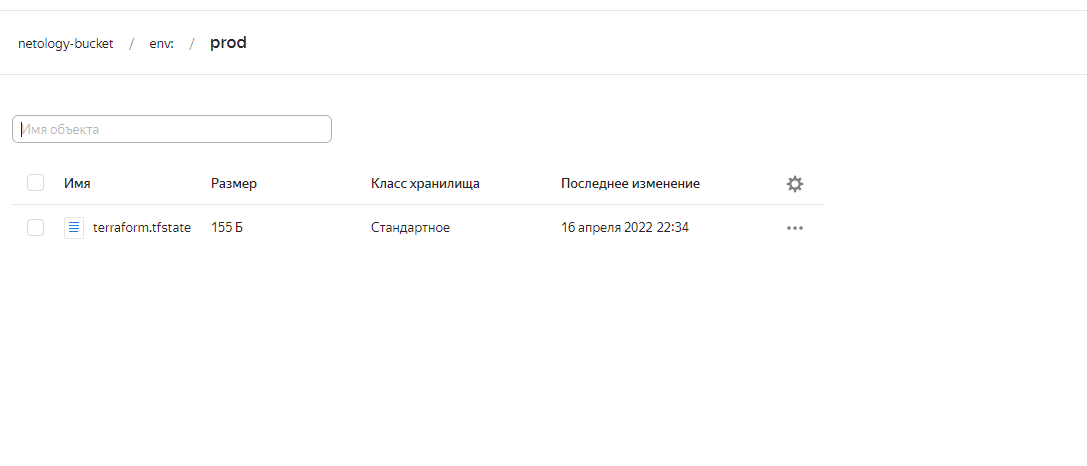 netology-bucket / env: / prod
Имя объекта
Имя Размер Класс хранилища Последнее изменение
terraform.tfstate 155 Б Стандартное 16 апреля 2022 22:34